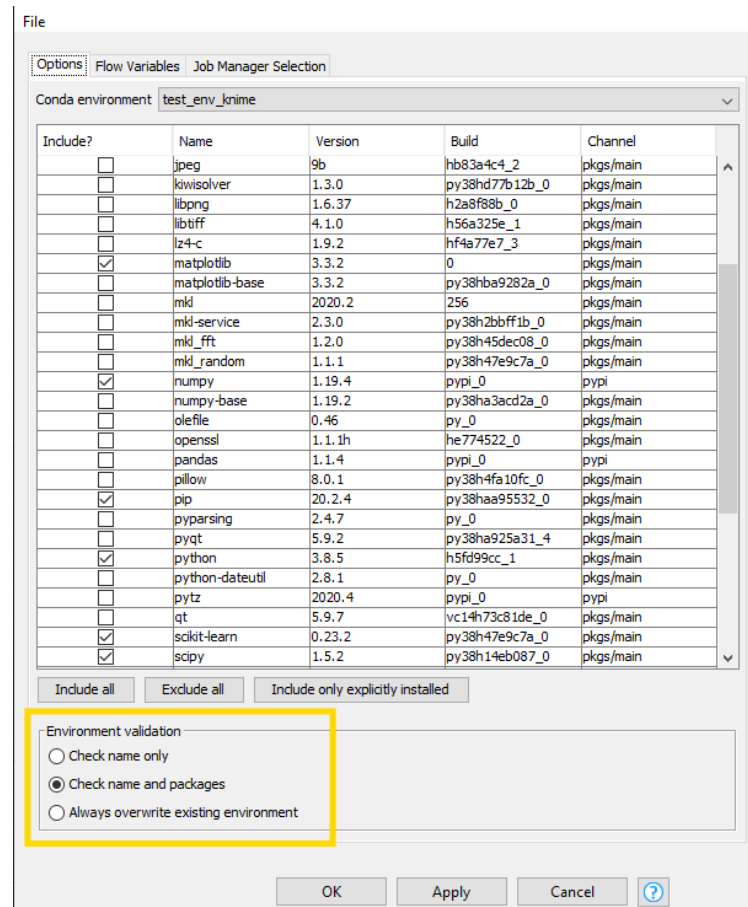 File
Options Flow Variables Job Manager Selection
Conda environment test_env_knime
Include? Name Version Build Channel
jpeg 9b hb83a4c4_2 pkgs/main
kiwisolver 1.3.0 py38hd77b12b_0 pkgs/main
libpng 1.6.37 h2a8f88b_0 pkgs/main
libtiff 4.1.0 h56a325e_1 pkgs/main
lz4-c 1.9.2 hf4a77e7_3 pkgs/main
matplotlib 3.3.2 0 pkgs/main
matplotlib-base 3.3.2 py38hba9282a_0 pkgs/main
mkl 2020.2 256 pkgs/main
mkl-service 2.3.0 py38h2bbff1b_0 pkgs/main
mkl_fft 1.2.0 py38h45dec08_0 pkgs/main
mkl_random 1.1.1 py38h47e9c7a_0 pkgs/main
numpy 1.19.4 pypi_0 pypi
numpy-base 1.19.2 py38ha3acd2a_0 pkgs/main
olefile 0.46 py_0 pkgs/main
openssl 1.1.1h he774522_0 pkgs/main
pandas 1.1.4 pypi_0 pypi
pillow 8.0.1 py38h4fa10fc_0 pkgs/main
pip 20.2.4 py38haa95532_0 pkgs/main
pyparsing 2.4.7 py_0 pkgs/main
pyqt 5.9.2 py38ha925a31_4 pkgs/main
python 3.8.5 h5fd99cc_1 pkgs/main
python-dateutil 2.8.1 py_0 pkgs/main
pytz 2020.4 pypi_0 pypi
qt 5.9.7 vc14h73c81de_0 pkgs/main
scikit-learn 0.23.2 py38h47e9c7a_0 pkgs/main
scipy 1.5.2 py38h14eb087_0 pkgs/main
Include all Exclude all Include only explicitly installed
Environment validation
Check name only
Check name and packages
Always overwrite existing environment
OK Apply Cancel ?